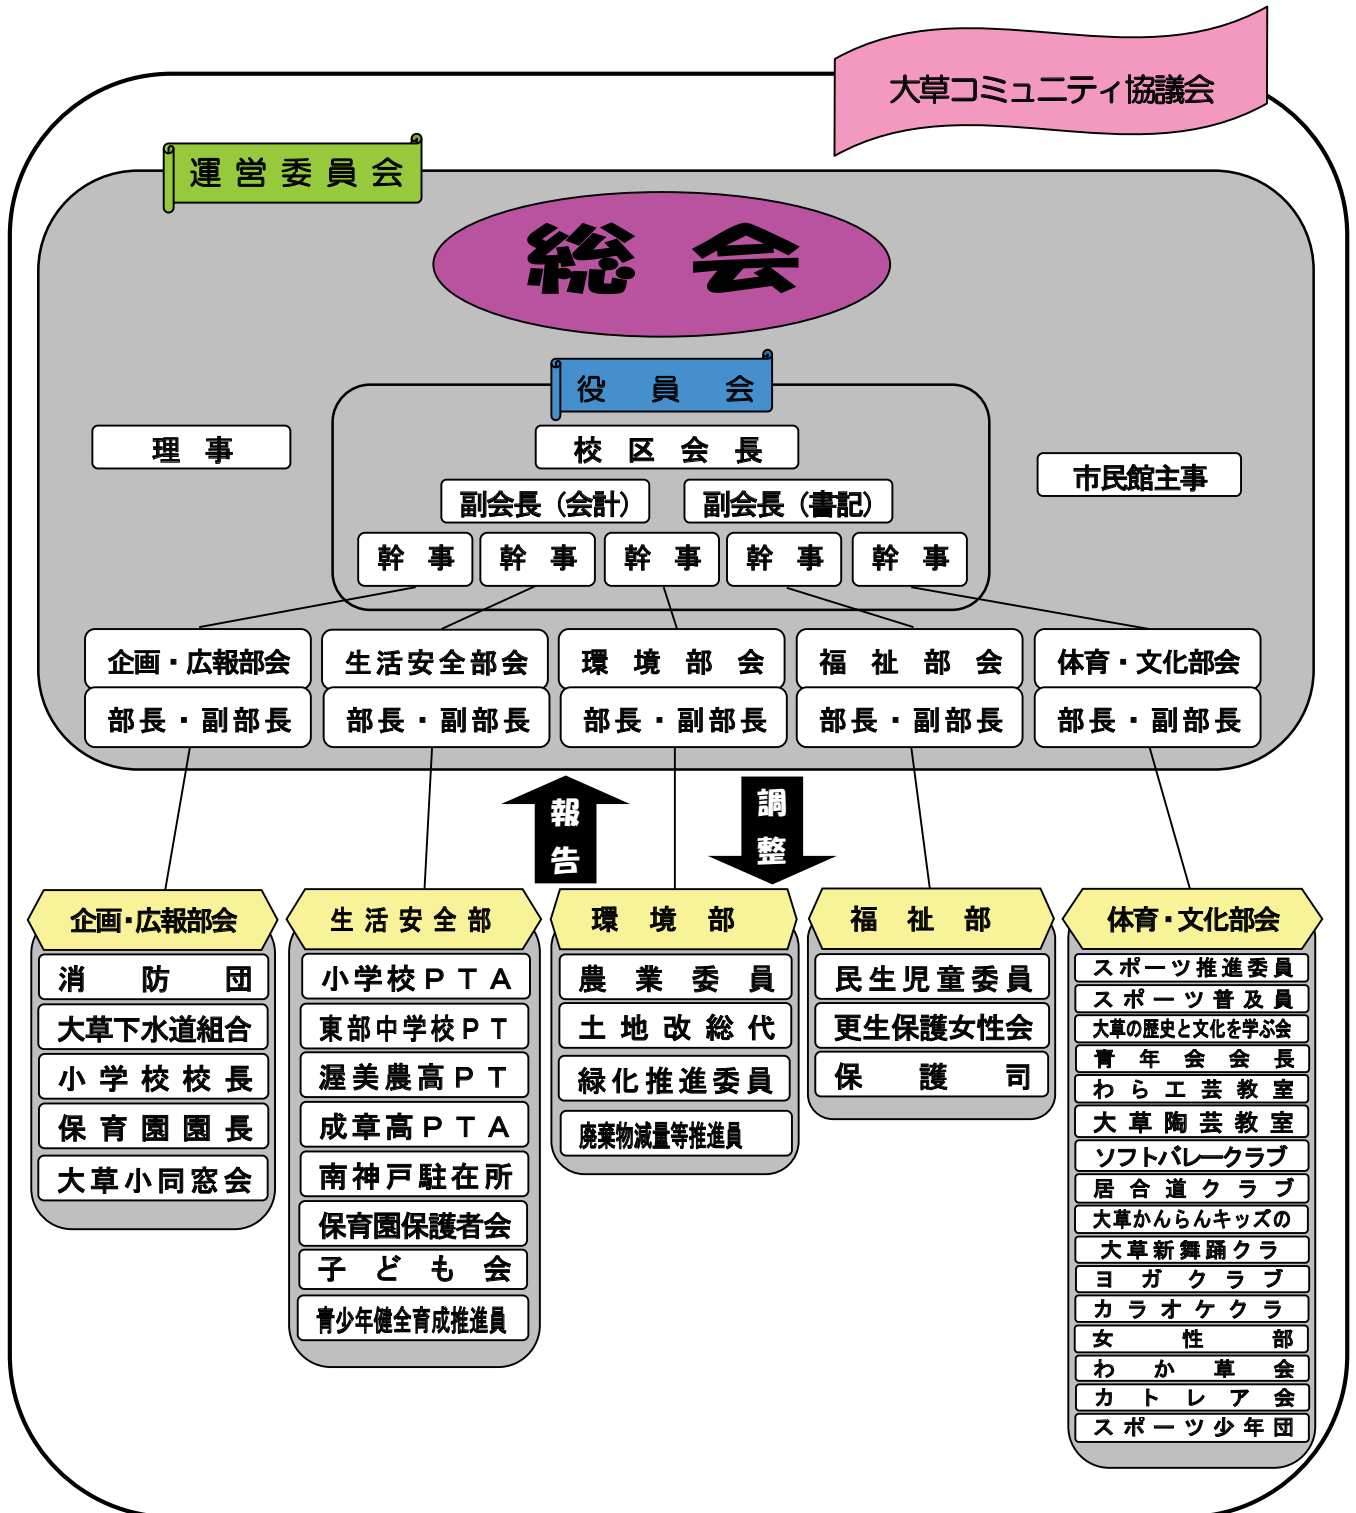 大草コミュニティ協議会
運営委員会
総会
役員会
理事
校区会長
市民館主事
副会長（会計）
副会長（書記）
幹事
幹事
幹事
幹事
幹事
企画・広報部会
生活安全部会
環境部会
福祉部会
体育・文化部会
部長・副部長
部長・副部長
部長・副部長
部長・副部長
部長・副部長
報告
調整
企画・広報部会
消防団
大草下水道組合
小学校校長
保育園園長
大草小同窓会
生活安全部
小学校ＰＴＡ
東部中学校ＰＴ
渥美農高ＰＴ
成章高ＰＴＡ
南神戸駐在所
保育園保護者会
子ども会
青少年健全育成推進員
環境部
農業委員
土地改総代
緑化推進委員
廃棄物減量等推進員
福祉部
民生児童委員
更生保護女性会
保護司
体育・文化部会
スポーツ推進委員
スポーツ普及員
大草の歴史と文化を学ぶ会
青年会会長
わら工芸教室
大草陶芸教室
ソフトバレークラブ
居合道クラブ
大草かんらんキッズの
大草新舞踊クラ
ヨガクラブ
カラオケクラ
女性部
わか草会
カトレア会
スポーツ少年団